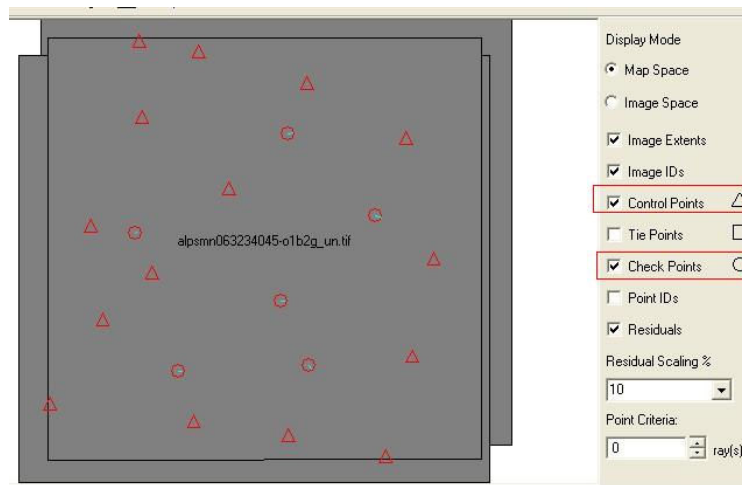 alpsmn063234045-o1b2g_un.tif
Display Mode
Map Space
Image Space
Image Extents
Image IDs
Control Points
Tie Points
Check Points
Point IDs
Residuals
Residual Scaling %
10
Point Criteria:
0 ray(s)